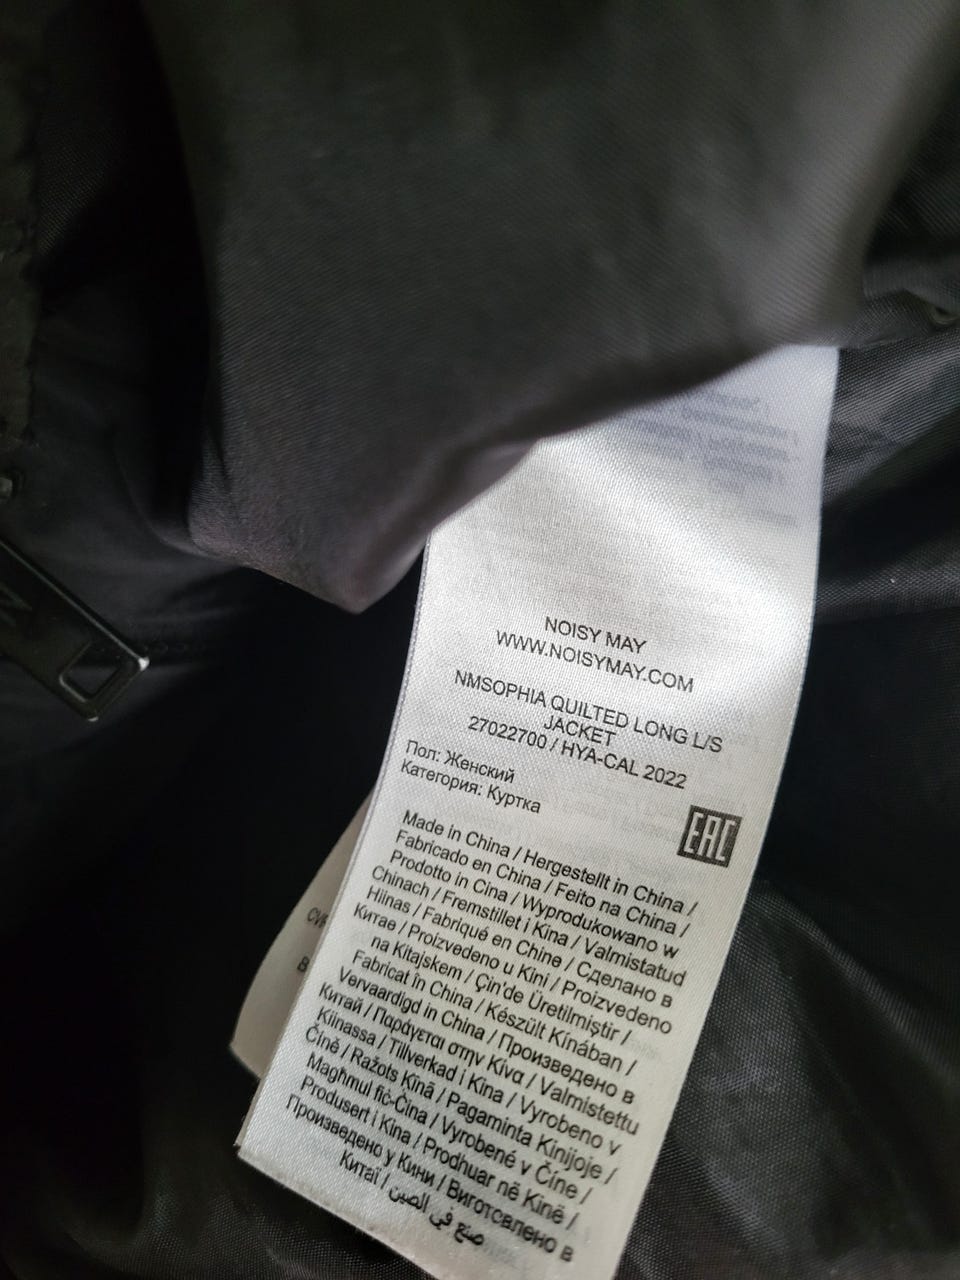 NOISY MAY
WWW.NOISYMAY.COM
NMSOPHIA QUILTED LONG L/S
JACKET
27022700 / HYA-CAL 2022
Пол: Женский
Категория: Куртка
EAC
Made in China / Hergestellt in China /
Fabricado en China / Feito na China /
Prodotto in Cina / Wyprodukowano w
Chinach / Fremstillet i Kina / Valmistatud
Hiinas / Fabriqué en Chine / Сделано в
Китае / Proizvedeno u Kini / Proizvedeno
na Kitajskem / Çin'de Üretilmiştir /
Fabricat în China / Készült Kínában /
Vervaardigd in China / Произведено в
Китай / Παράγεται στην Κίνα / Valmistettu
Kiinassa / Tillverkad i Kina / Vyrobeno v
Číně / Ražots Ķīnā / Pagaminta Kinijoje /
Magħmul fiċ-Ċina / Vyrobené v Číne /
Produsert i Kina / Prodhuar në Kinë /
Произведено у Кини / Виготовлено в
Китаї / صنع في الصين